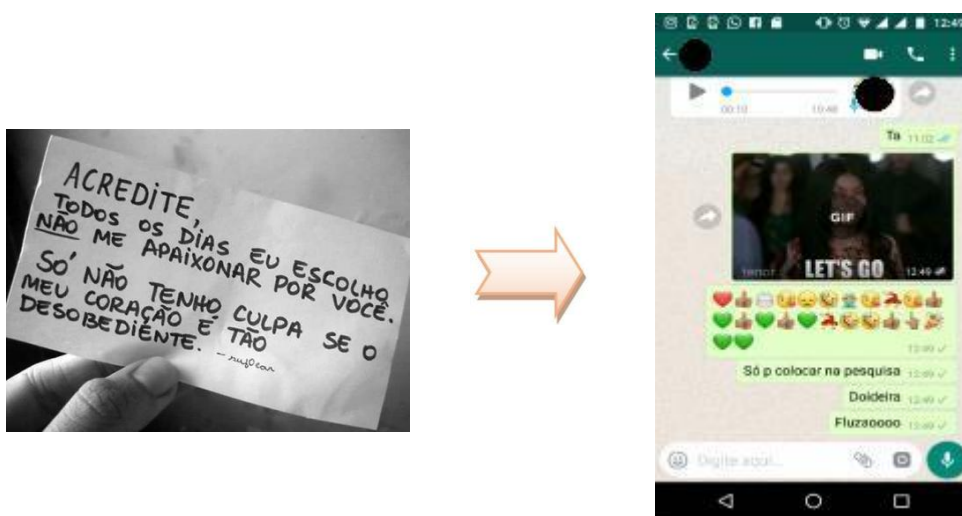 ACREDITE,
TODOS OS DIAS EU ESCOLHO
NÃO ME APAIXONAR POR VOCÊ.
SÓ NÃO TENHO CULPA SE O
MEU CORAÇÃO É TÃO
DESOBEDIENTE.
12:49
00:10 10:48
Ta 11:02
GIF
LET'S GO
tenor 12:49
12:49
Só p colocar na pesquisa 12:49
Doideira 12:49
Fluzaoooo 12:49
Digite aqui...